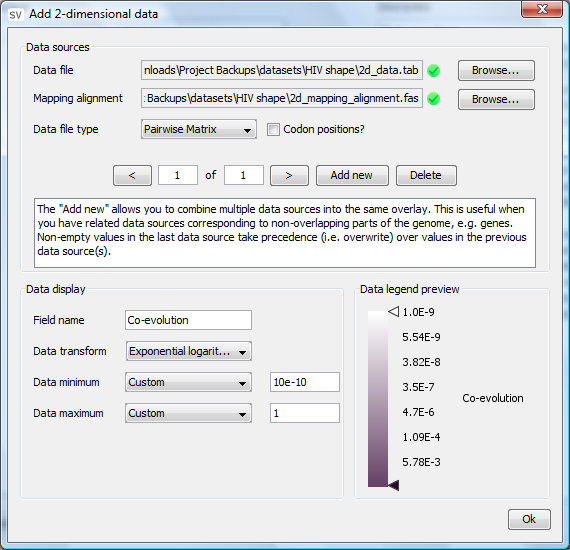 SV Add 2-dimensional data
Data sources
Data file nloads\Project Backups\datasets\HIV shape\2d_data.tab Browse...
Mapping alignment : Backups\datasets\HIV shape\2d_mapping_alignment.fas Browse...
Data file type Pairwise Matrix Codon positions?
< 1 of 1 > Add new Delete
The "Add new" allows you to combine multiple data sources into the same overlay. This is useful when
you have related data sources corresponding to non-overlapping parts of the genome, e.g. genes.
Non-empty values in the last data source take precedence (i.e. overwrite) over values in the previous
data source(s).
Data display
Field name Co-evolution
Data transform Exponential logarit...
Data minimum Custom 10e-10
Data maximum Custom 1
Data legend preview
1.0E-9
5.54E-9
3.82E-8
3.5E-7
4.7E-6
1.09E-4
5.78E-3
Co-evolution
Ok